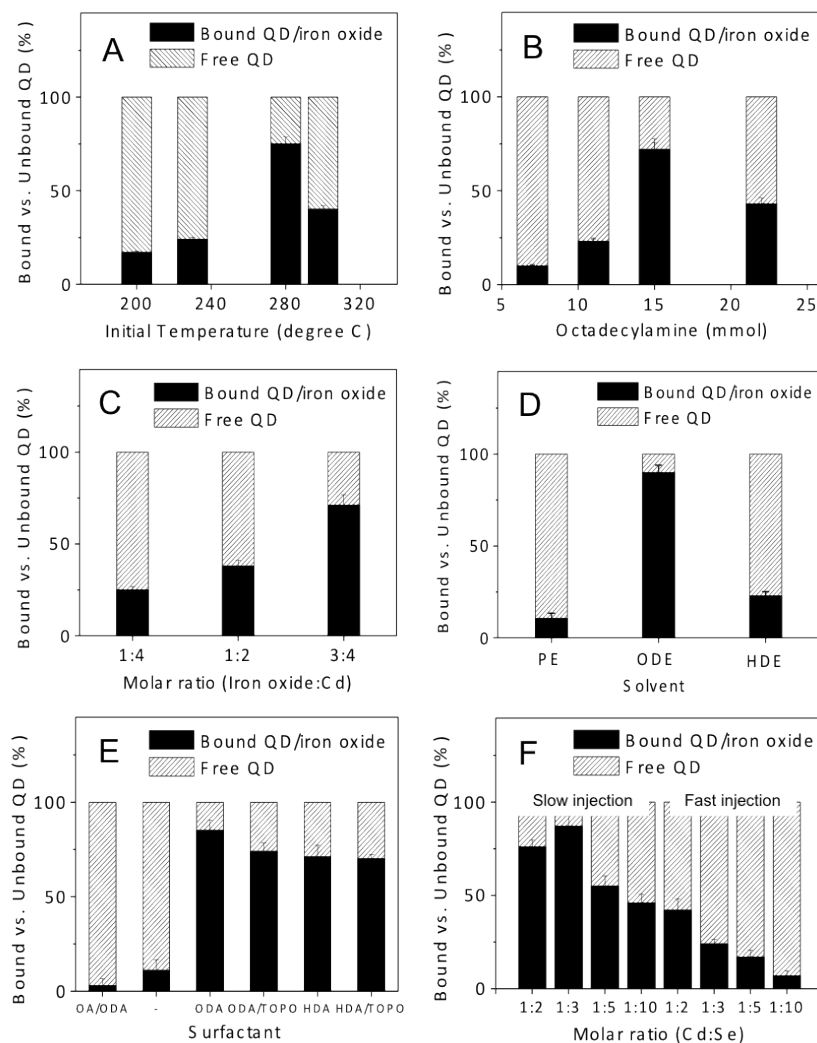 A
Bound QD/iron oxide
Free QD
Bound vs. Unbound QD (%)
100
50
0
200 240 280 320
Initial Temperature (degree C)
B
Bound QD/iron oxide
Free QD
Bound vs. Unbound QD (%)
100
50
0
5 10 15 20 25
Octadecylamine (mmol)
C
Bound QD/iron oxide
Free QD
Bound vs. Unbound QD (%)
100
50
0
1:4 1:2 3:4
Molar ratio (Iron oxide:Cd)
D
Bound QD/iron oxide
Free QD
Bound vs. Unbound QD (%)
100
50
0
PE ODE HDE
Solvent
E
Bound QD/iron oxide
Free QD
Bound vs. Unbound QD (%)
100
50
0
OA/ODA - ODA ODA/TOPO HDA HDA/TOPO
Surfactant
F
Bound QD/iron oxide
Free QD
Bound vs. Unbound QD (%)
100
50
0
Slow injection Fast injection
1:2 1:3 1:5 1:10 1:2 1:3 1:5 1:10
Molar ratio (Cd:Se)